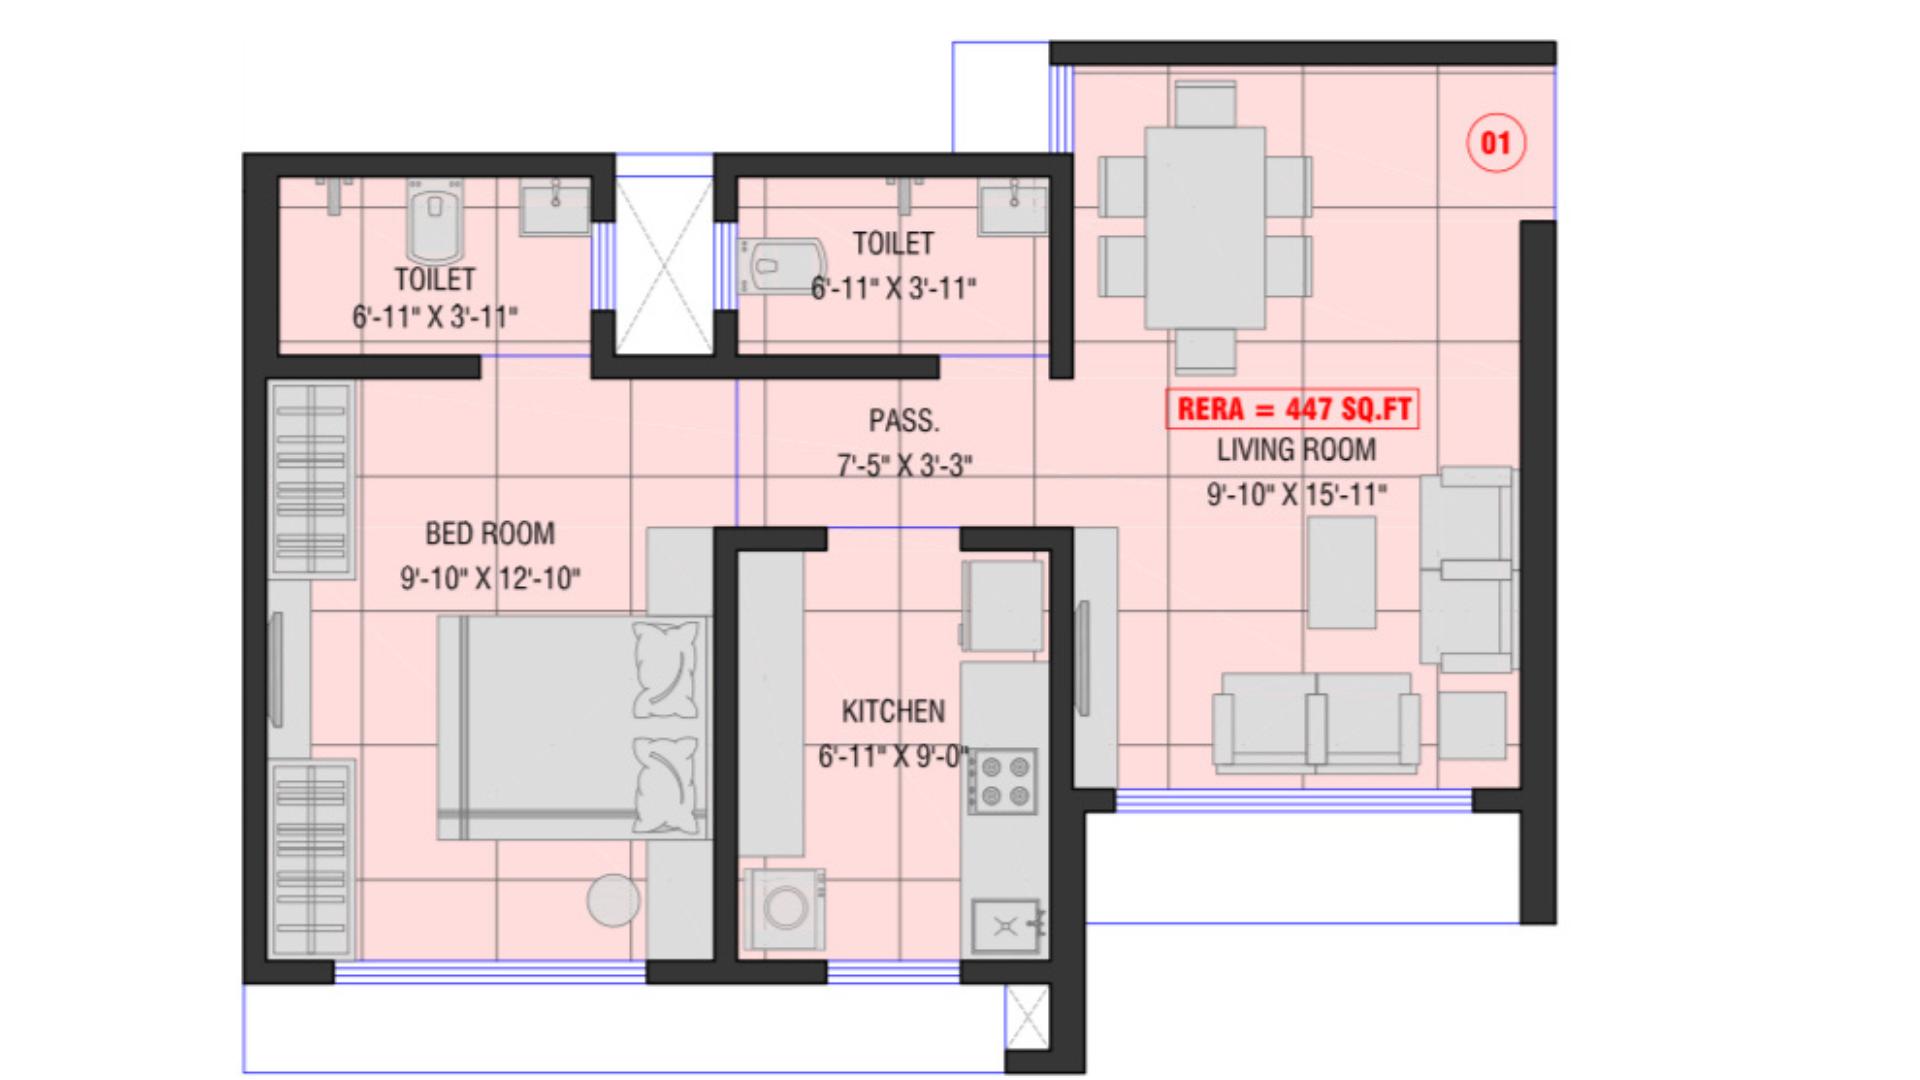 01
TOILET
6'-11" X 3'-11"
TOILET
6'-11" X 3'-11"
PASS.
7'-5" X 3'-3"
RERA = 447 SQ.FT
LIVING ROOM
9'-10" X 15'-11"
BED ROOM
9'-10" X 12'-10"
KITCHEN
6'-11" X 9'-0"